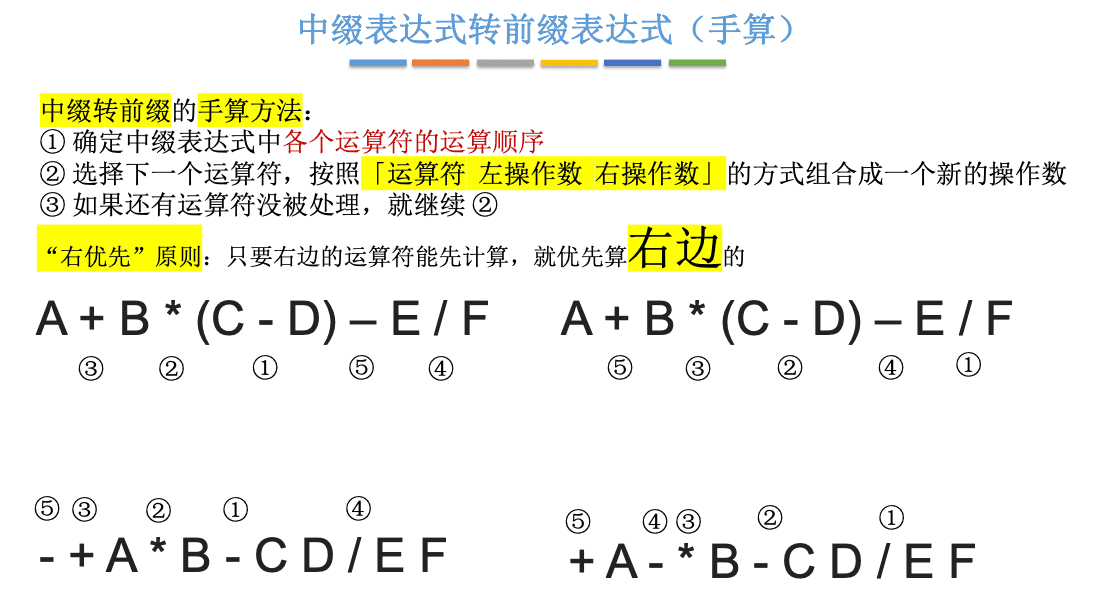 中缀表达式转前缀表达式（手算）
中缀转前缀的手算方法：
① 确定中缀表达式中各个运算符的运算顺序
② 选择下一个运算符，按照「运算符 左操作数 右操作数」的方式组合成一个新的操作数
③ 如果还有运算符没被处理，就继续 ②
“右优先”原则：只要右边的运算符能先计算，就优先算右边的
A + B * (C - D) – E / F
③ ② ① ⑤ ④
A + B * (C - D) – E / F
⑤ ③ ② ④ ①
⑤ ③ ② ① ④
- + A * B - C D / E F
⑤ ④ ③ ② ①
+ A - * B - C D / E F